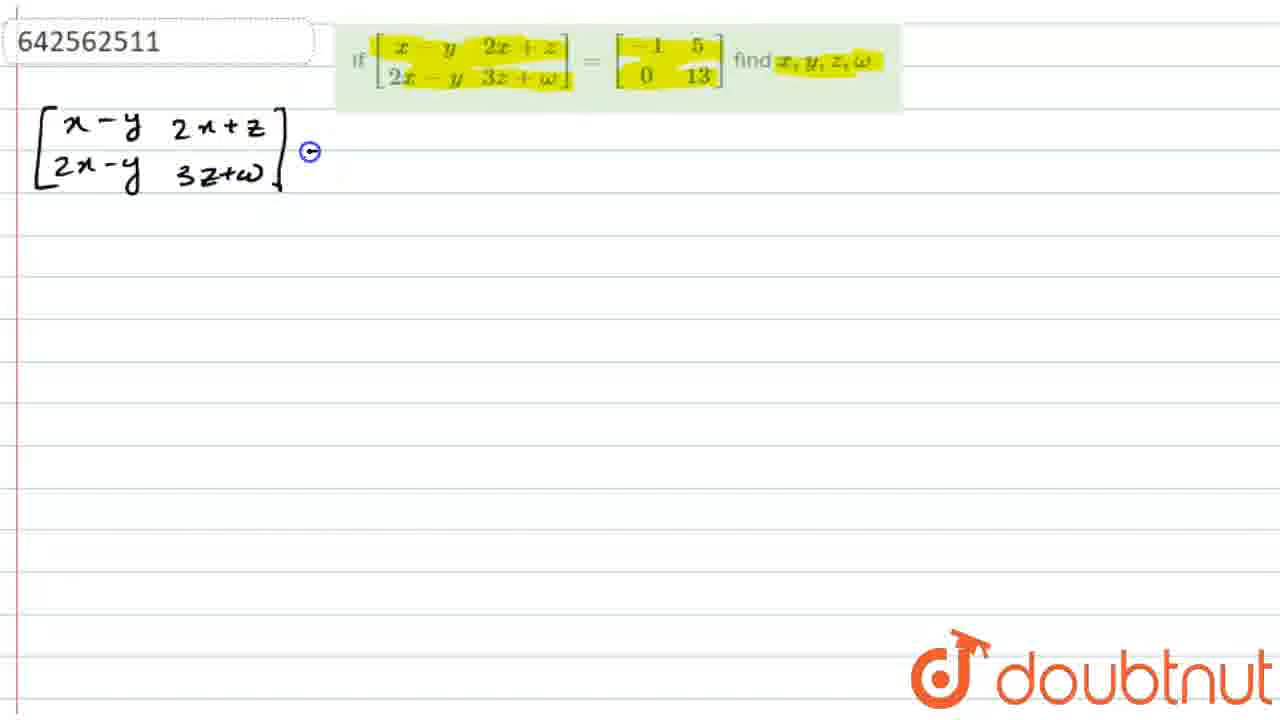 642562511
If [ x − y 2x + z ] = [ −1 5 ] find x, y, z, ω
[ 2x − y 3z + ω ] [ 0 13 ]
[ x − y 2x + z ]
[ 2x − y 3z + ω ]
doubtnut